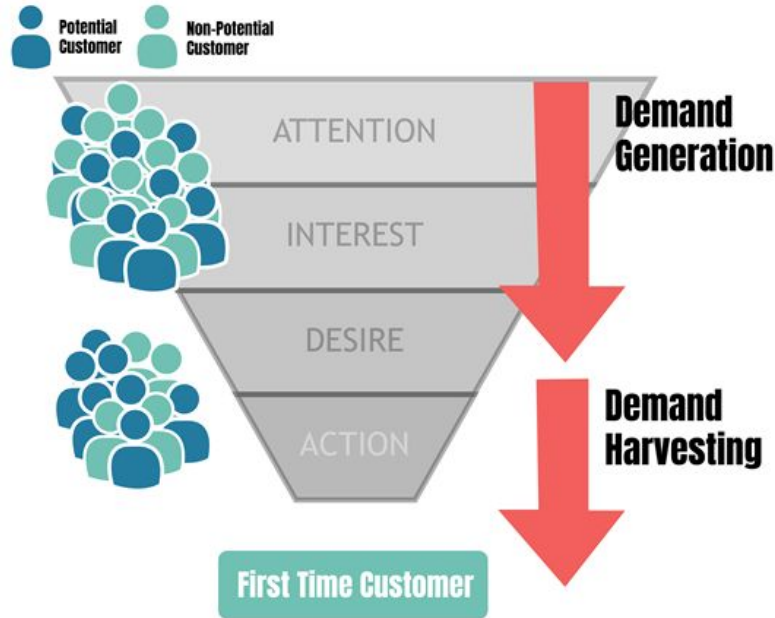 Potential
Customer
Non-Potential
Customer
ATTENTION
Demand
Generation
INTEREST
DESIRE
Demand
Harvesting
ACTION
First Time Customer